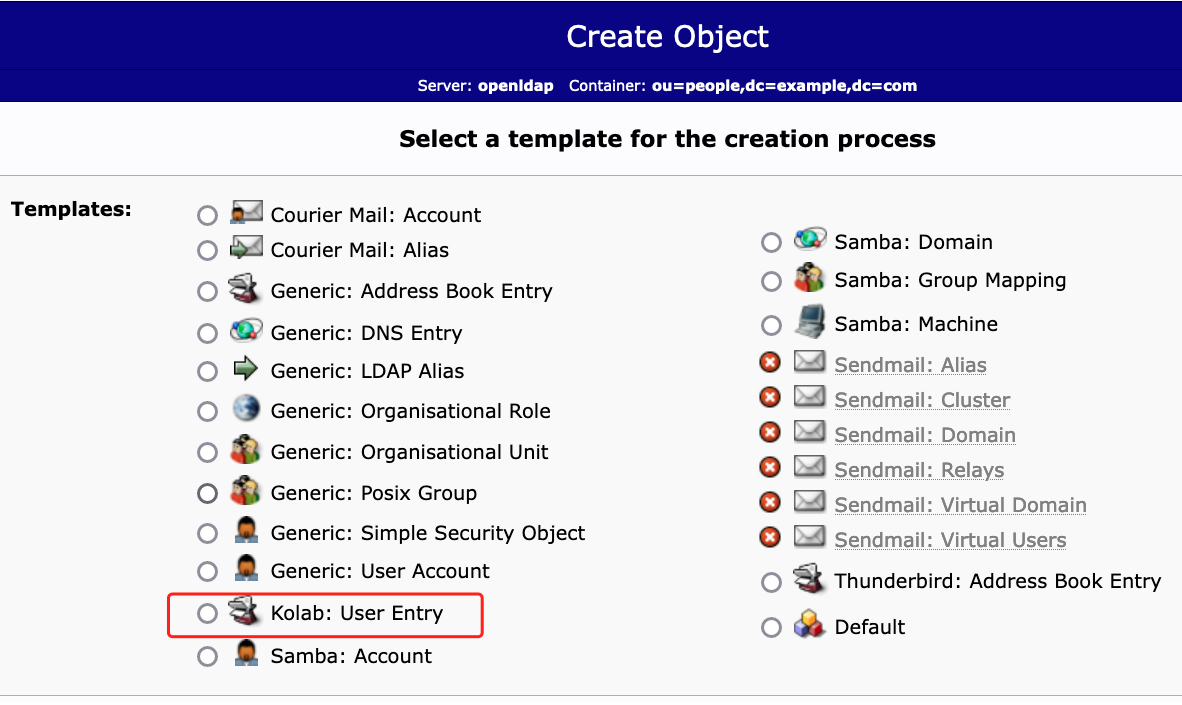 Create Object
Server: openldap Container: ou=people,dc=example,dc=com
Select a template for the creation process
Templates:
Courier Mail: Account
Courier Mail: Alias
Generic: Address Book Entry
Generic: DNS Entry
Generic: LDAP Alias
Generic: Organisational Role
Generic: Organisational Unit
Generic: Posix Group
Generic: Simple Security Object
Generic: User Account
Kolab: User Entry
Samba: Account
Samba: Domain
Samba: Group Mapping
Samba: Machine
Sendmail: Alias
Sendmail: Cluster
Sendmail: Domain
Sendmail: Relays
Sendmail: Virtual Domain
Sendmail: Virtual Users
Thunderbird: Address Book Entry
Default